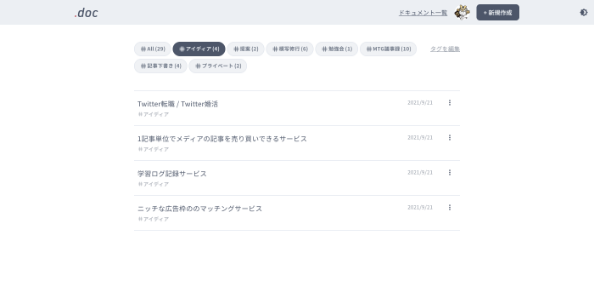 .doc
ドキュメント一覧
+ 新規作成
# All (29)
# アイディア (4)
# 提案 (2)
# 勉強会 (1)
# MTG議事録 (10)
タグを編集
# 記事下書き (4)
# プライベート (2)
Twitter転職 / Twitter婚活
2021/9/21
#アイディア
1記事単位でメディアの記事を売り買いできるサービス
2021/9/21
#アイディア
学習ログ記録サービス
2021/9/21
#アイディア
ニッチな広告枠ののマッチングサービス
2021/9/21
#アイディア